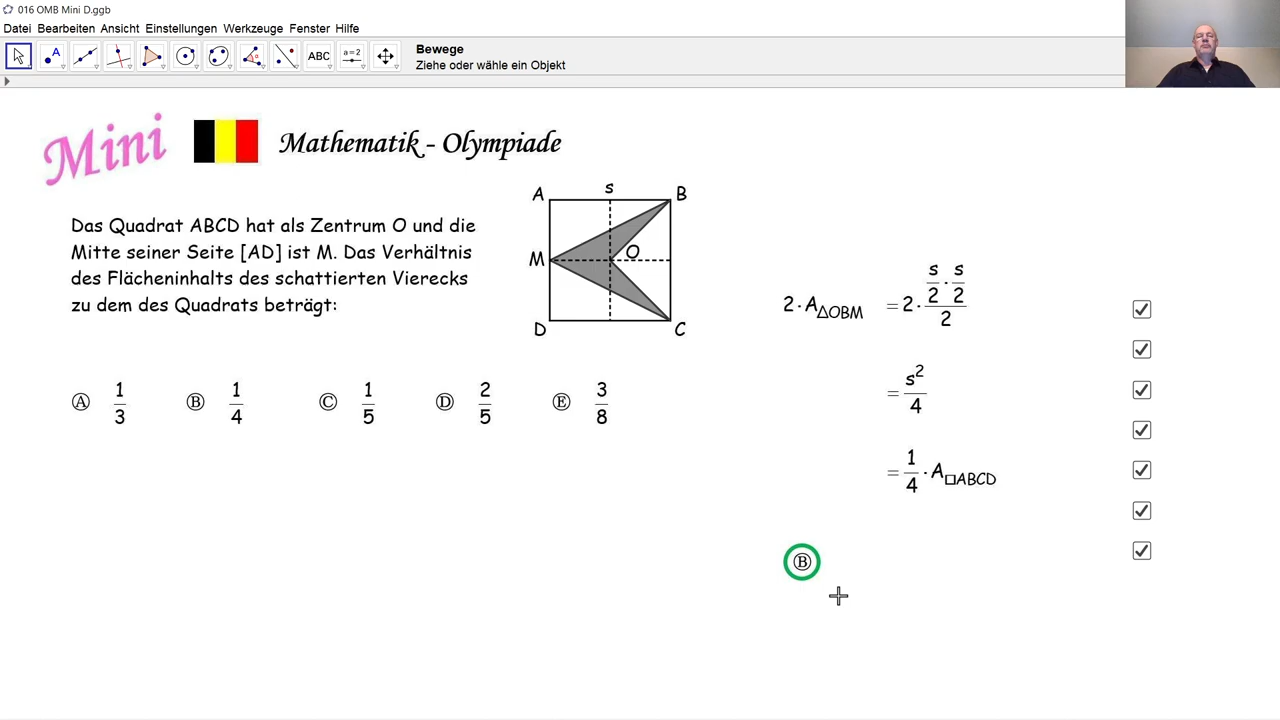 016 OMB Mini D.ggb
Datei Bearbeiten Ansicht Einstellungen Werkzeuge Fenster Hilfe
A
ABC
a=2
Bewege
Ziehe oder wähle ein Objekt
Mini
Mathematik - Olympiade
Das Quadrat ABCD hat als Zentrum O und die
Mitte seiner Seite [AD] ist M. Das Verhältnis
des Flächeninhalts des schattierten Vierecks
zu dem des Quadrats beträgt:
A s B
M O
D C
Ⓐ 1/3 Ⓑ 1/4 Ⓒ 1/5 Ⓓ 2/5 Ⓔ 3/8
2·A△OBM = 2·(s/2·s/2)/2
= s²/4
= 1/4·A□ABCD
Ⓑ